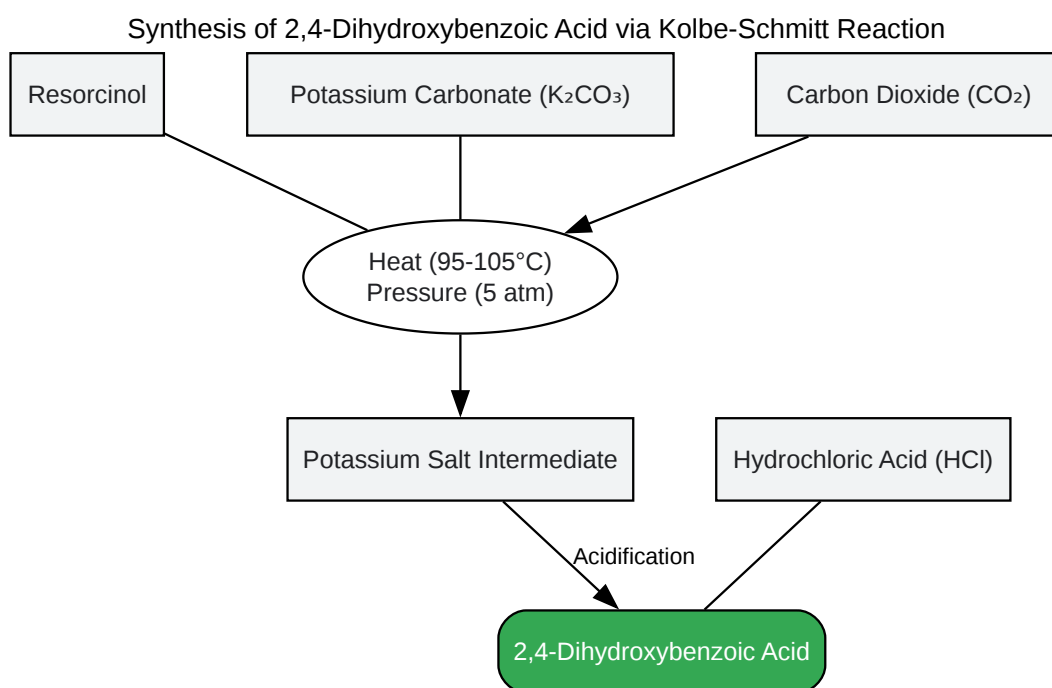 Synthesis of 2,4-Dihydroxybenzoic Acid via Kolbe-Schmitt Reaction
Resorcinol
Potassium Carbonate (K₂CO₃)
Carbon Dioxide (CO₂)
Heat (95-105°C)
Pressure (5 atm)
Potassium Salt Intermediate
Hydrochloric Acid (HCl)
Acidification
2,4-Dihydroxybenzoic Acid